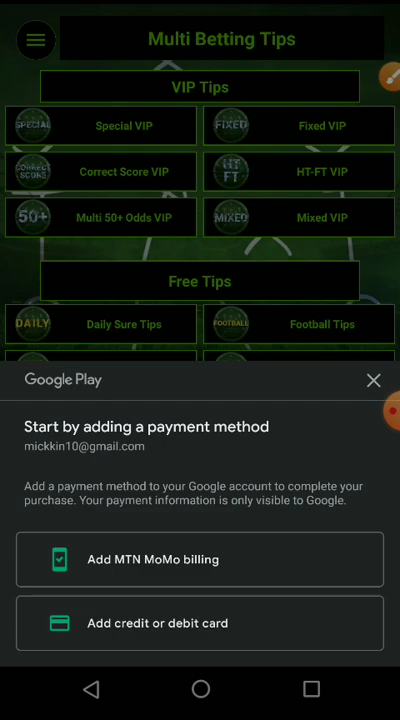 Multi Betting Tips
VIP Tips
SPECIAL Special VIP
FIXED Fixed VIP
CORRECT SCORE Correct Score VIP
HT FT HT-FT VIP
50+ Multi 50+ Odds VIP
MIXED Mixed VIP
Free Tips
DAILY Daily Sure Tips
FOOTBALL Football Tips
Google Play
Start by adding a payment method
mickkin10@gmail.com
Add a payment method to your Google account to complete your
purchase. Your payment information is only visible to Google.
Add MTN MoMo billing
Add credit or debit card